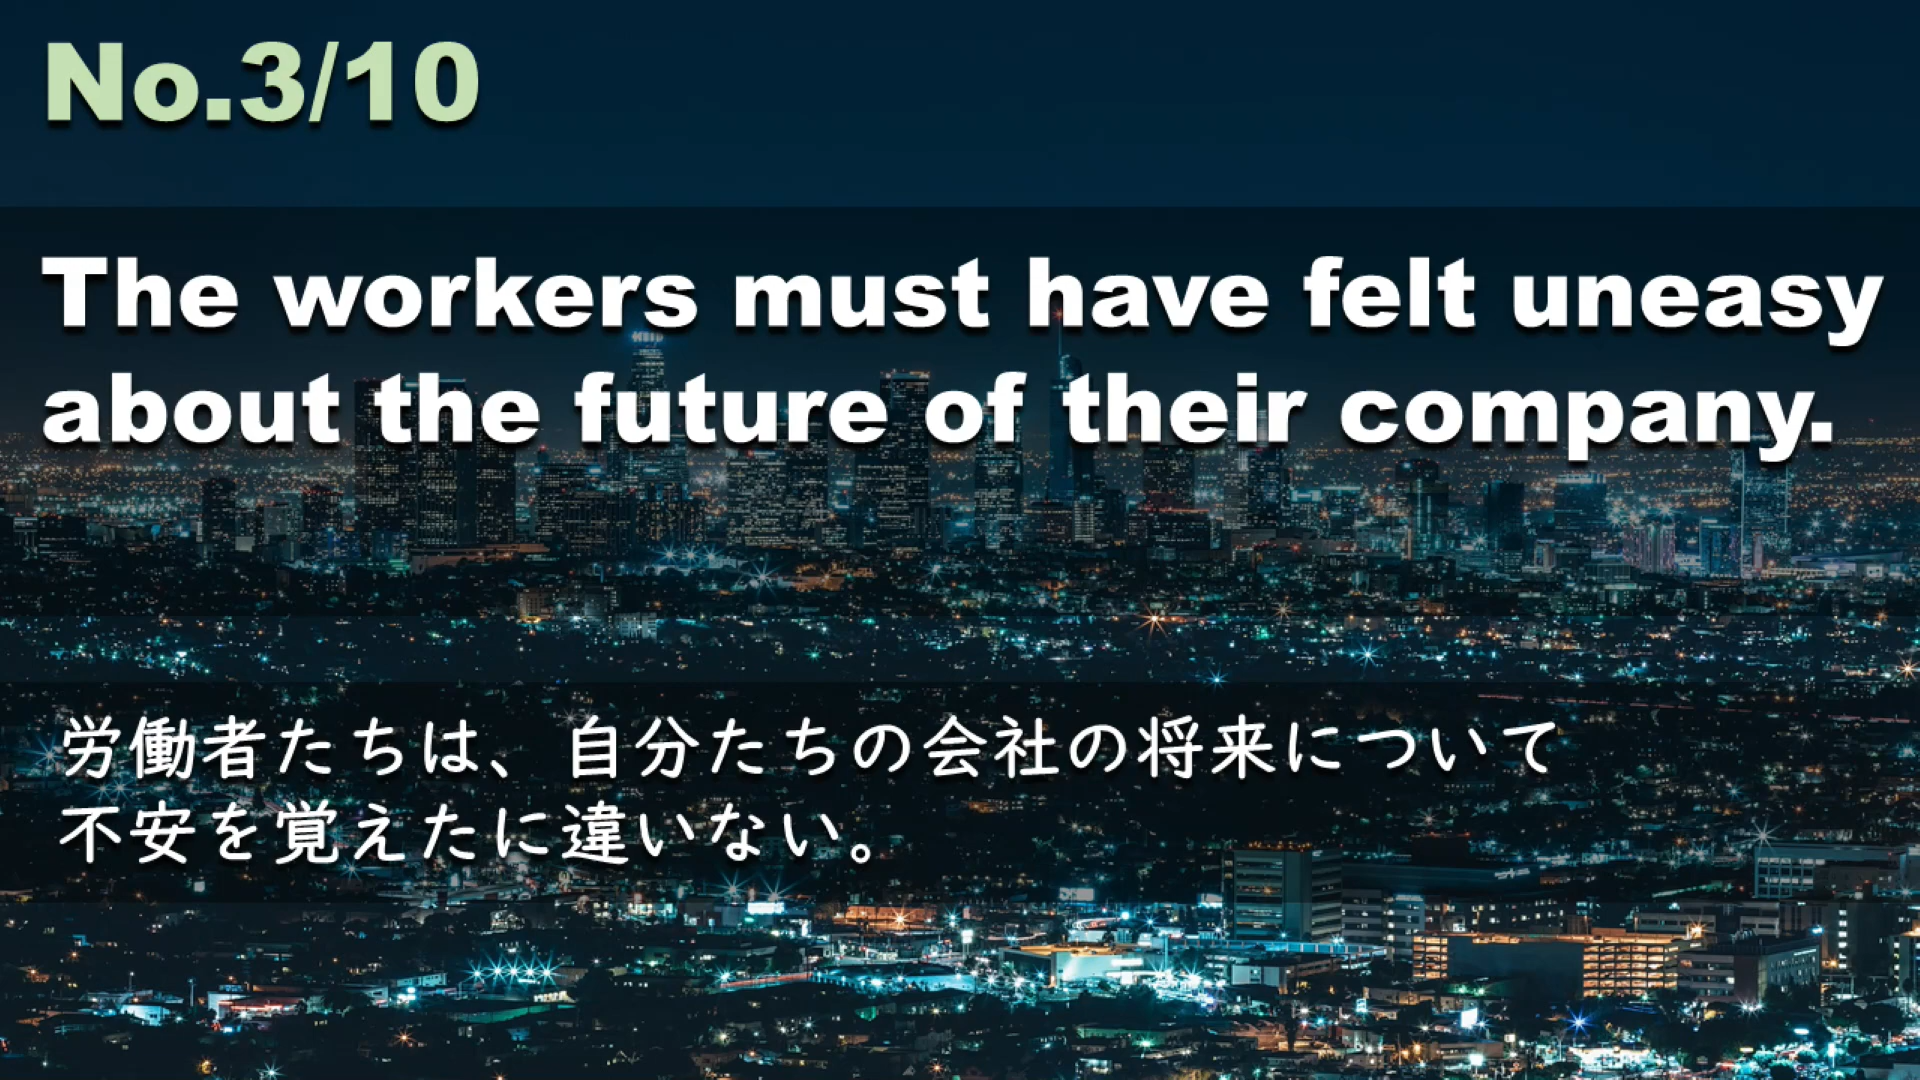 No.3/10
The workers must have felt uneasy
about the future of their company.
労働者たちは、自分たちの会社の将来について
不安を覚えたに違いない。